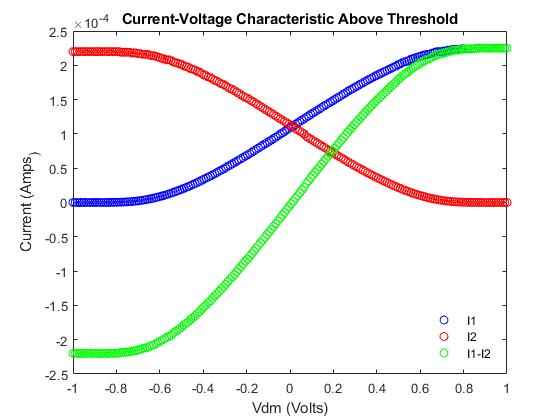 Current-Voltage Characteristic Above Threshold
×10^-4
2.5
2
1.5
1
0.5
0
-0.5
-1
-1.5
-2
-2.5
Current (Amps)
-1 -0.8 -0.6 -0.4 -0.2 0 0.2 0.4 0.6 0.8 1
Vdm (Volts)
I1
I2
I1-I2